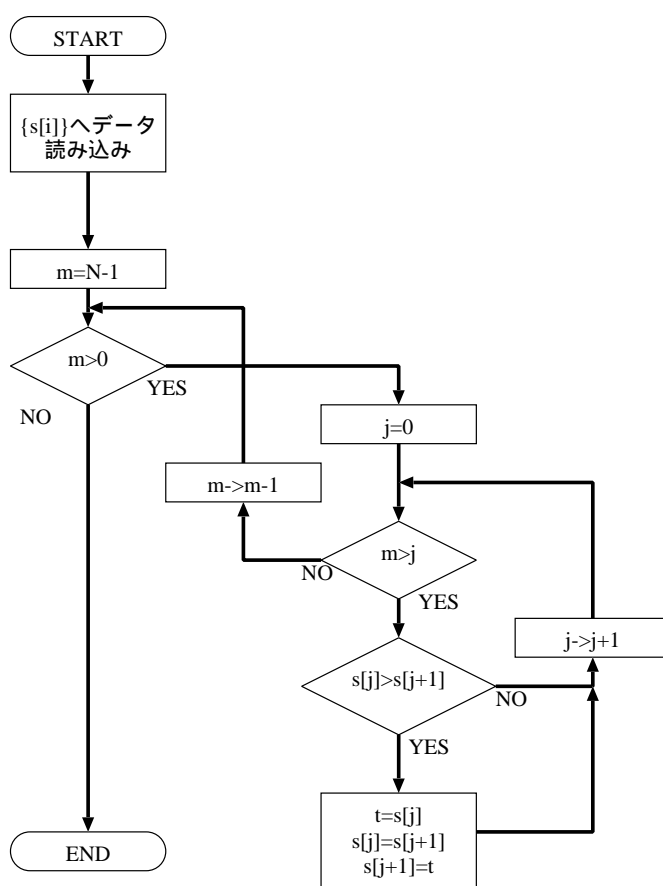 START
{s[i]}へデータ
読み込み
m=N-1
m>0
YES
NO
j=0
m->m-1
m>j
NO
YES
j->j+1
s[j]>s[j+1]
NO
YES
t=s[j]
s[j]=s[j+1]
s[j+1]=t
END